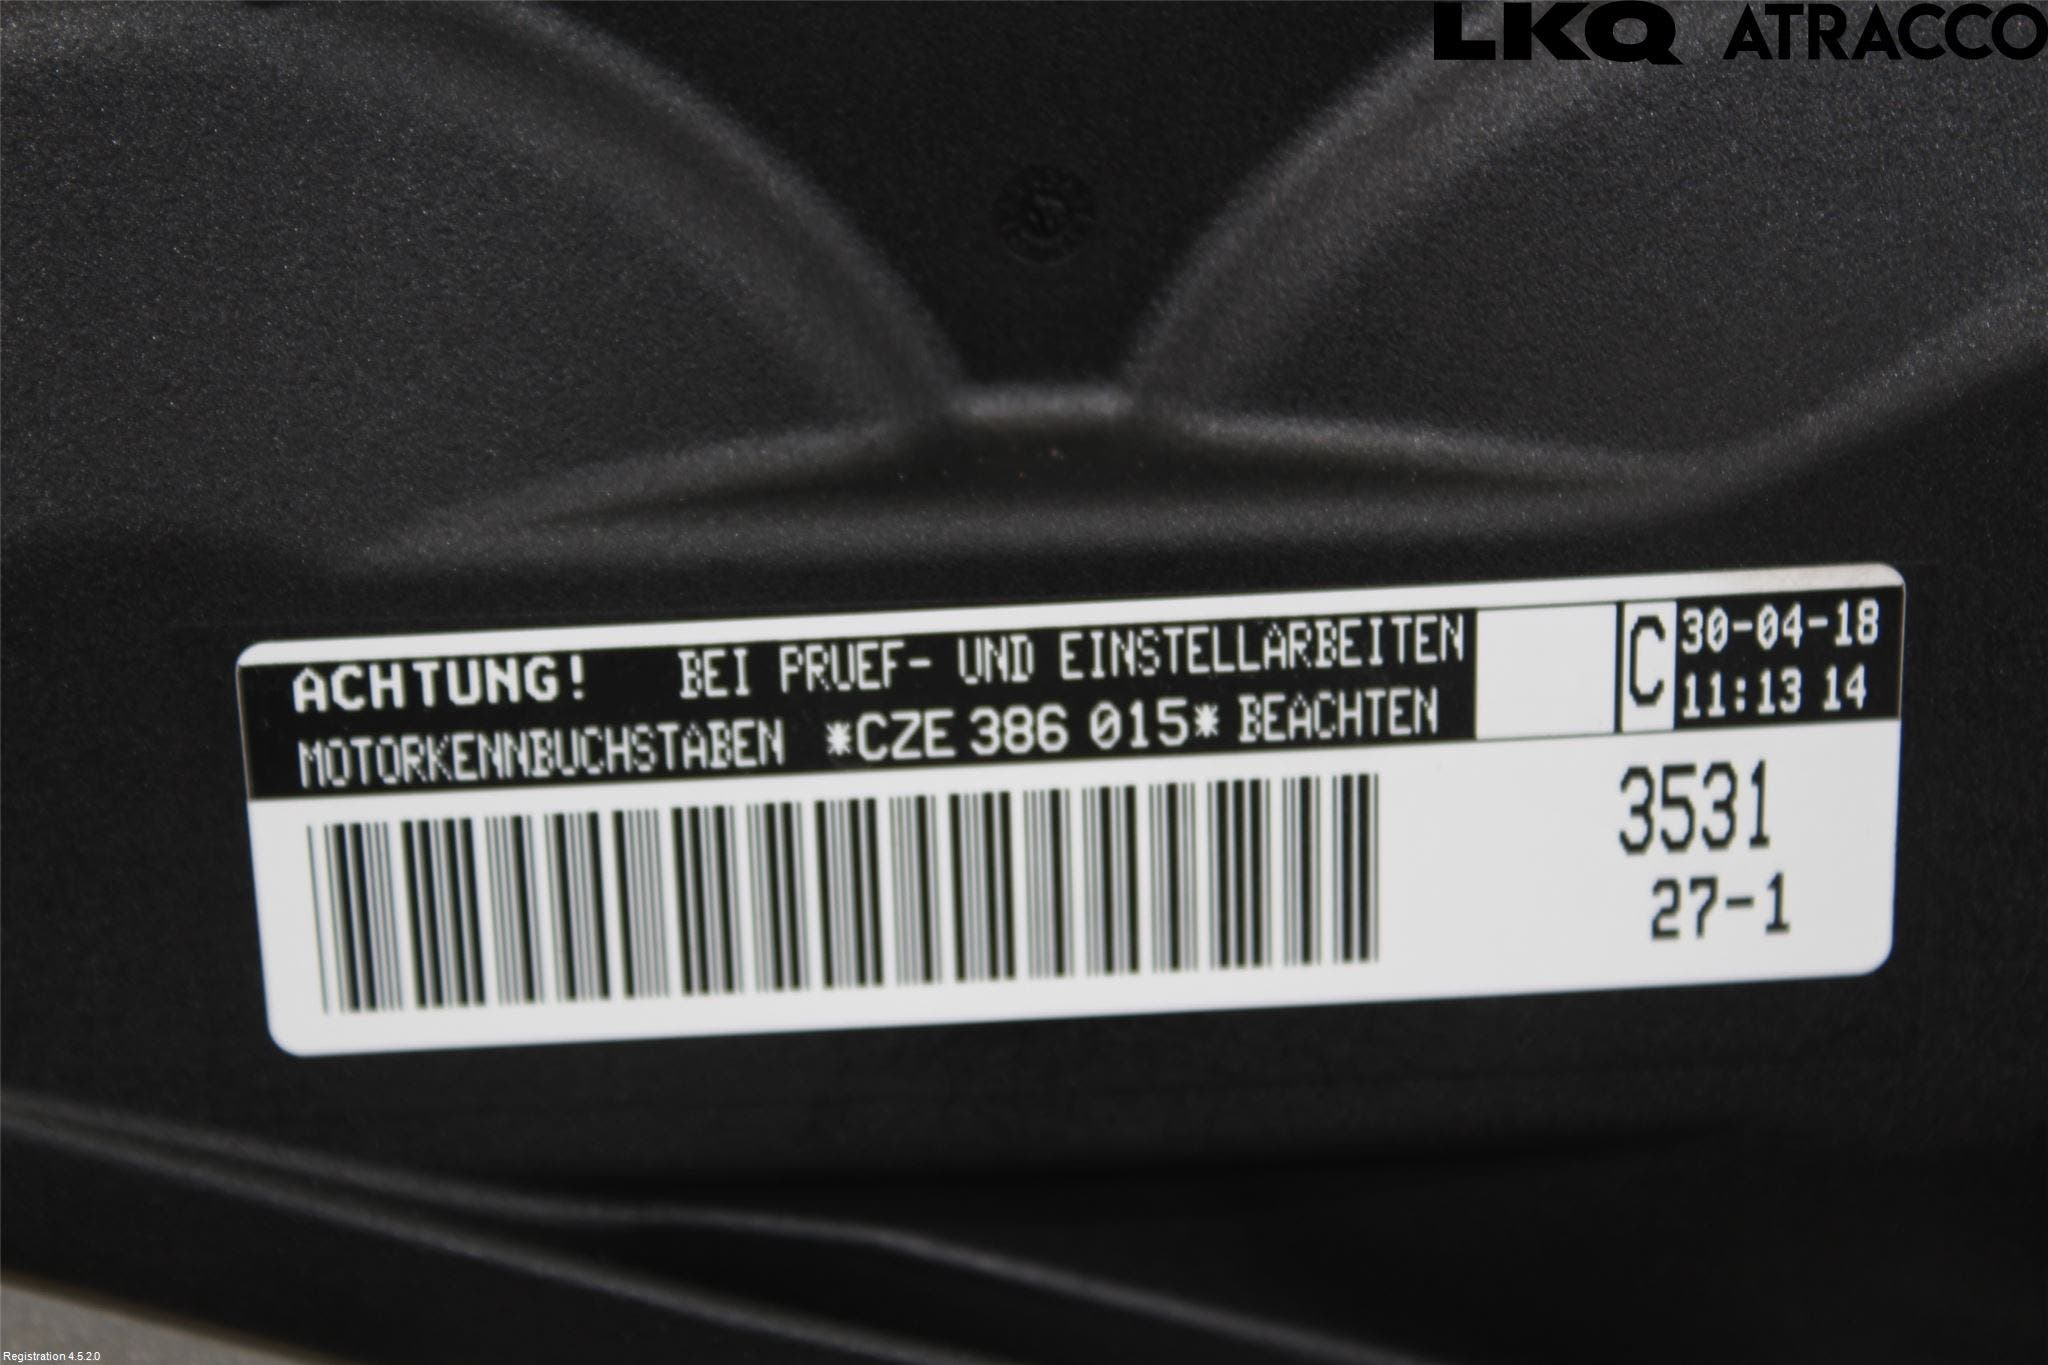 LKQ ATRACCO
ACHTUNG! BEI PRUEF- UND EINSTELLARBEITEN
MOTORKENNBUCHSTABEN *CZE 386 015* BEACHTEN
C
30-04-18
11:13 14
3531
27-1
Registration 4.5.2.0